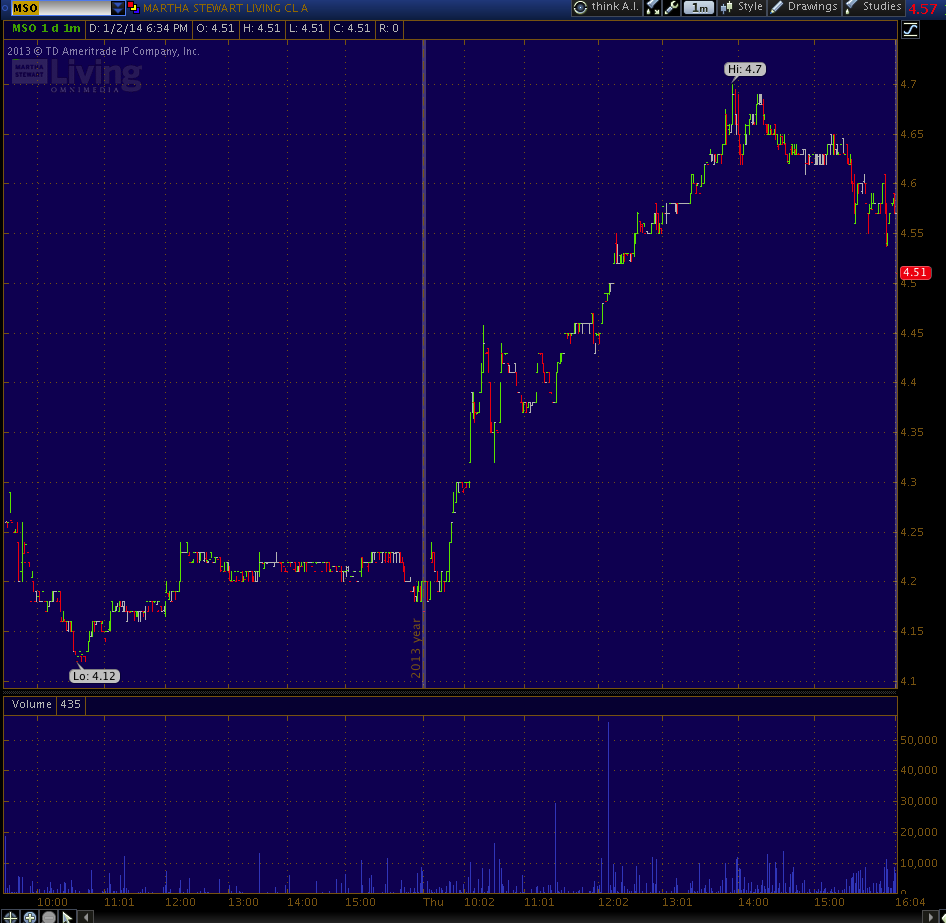 MSO MARTHA STEWART LIVING CL A think A.I. 1m Style Drawings Studies 4.57
MSO 1 d 1m D: 1/2/14 6:34 PM O: 4.51 H: 4.51 L: 4.51 C: 4.51 R: 0
2013 © TD Ameritrade IP Company, Inc.
MARTHA STEWART Living
OMNIMEDIA
Hi: 4.7
4.7
4.65
4.6
4.55
4.51
4.5
4.45
4.4
4.35
4.3
4.25
4.2
4.15
4.1
2013 year
Lo: 4.12
Volume 435
50,000
40,000
30,000
20,000
10,000
0
10:00 11:01 12:00 13:00 14:00 15:00 Thu 10:02 11:01 12:02 13:01 14:00 15:00 16:04